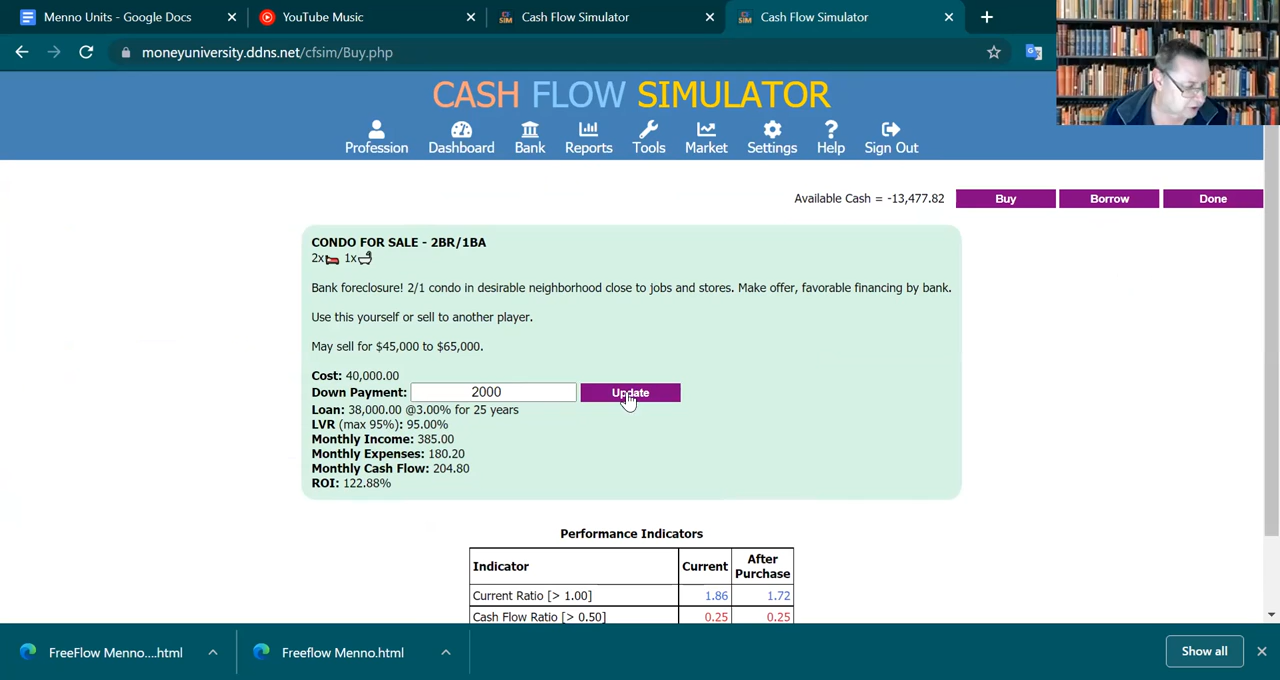 Menno Units - Google Docs
YouTube Music
Cash Flow Simulator
Cash Flow Simulator
moneyuniversity.ddns.net/cfsim/Buy.php
CASH FLOW SIMULATOR
Profession
Dashboard
Bank
Reports
Tools
Market
Settings
Help
Sign Out
Available Cash = -13,477.82
Buy
Borrow
Done
CONDO FOR SALE - 2BR/1BA
2x 1x
Bank foreclosure! 2/1 condo in desirable neighborhood close to jobs and stores. Make offer, favorable financing by bank.
Use this yourself or sell to another player.
May sell for $45,000 to $65,000.
Cost: 40,000.00
Down Payment: 2000 Update
Loan: 38,000.00 @3.00% for 25 years
LVR (max 95%): 95.00%
Monthly Income: 385.00
Monthly Expenses: 180.20
Monthly Cash Flow: 204.80
ROI: 122.88%
Performance Indicators
Indicator Current After Purchase
Current Ratio [> 1.00] 1.86 1.72
Cash Flow Ratio [> 0.50] 0.25 0.25
FreeFlow Menno....html
Freeflow Menno.html
Show all